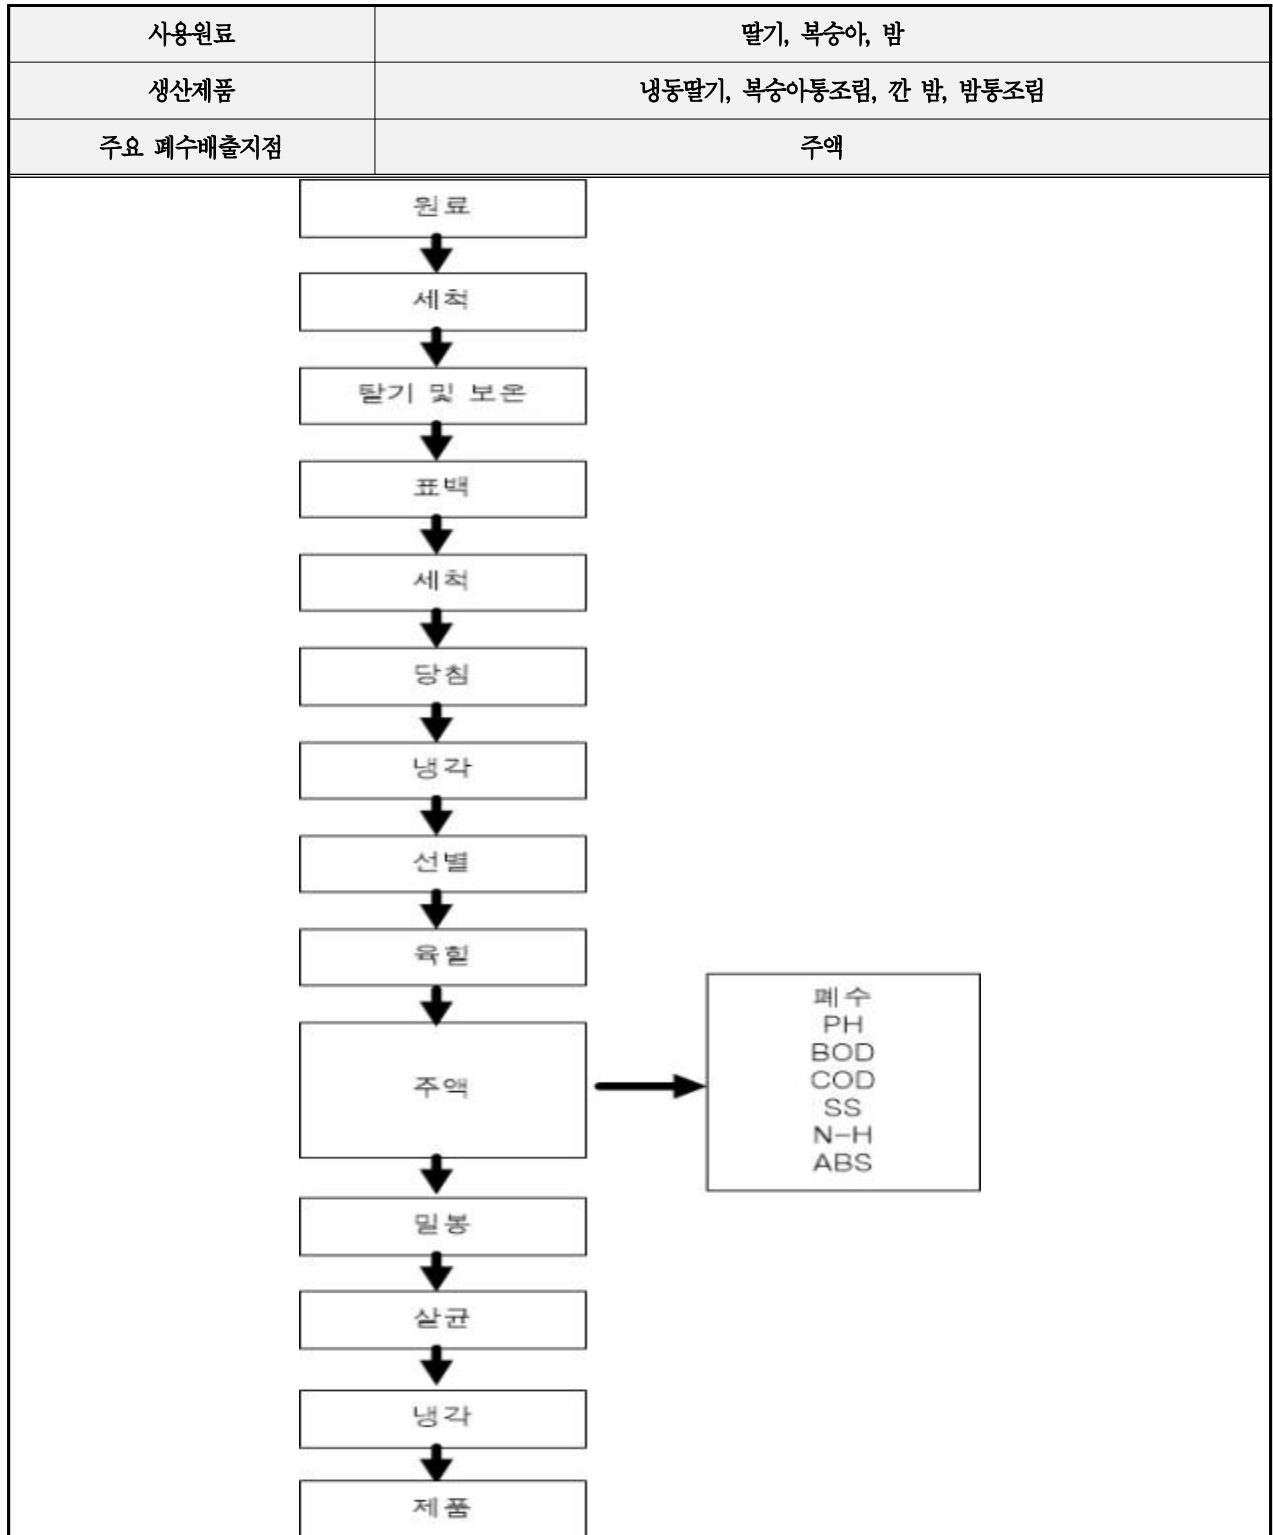 사용원료 딸기, 복숭아, 밤
생산제품 냉동딸기, 복숭아통조림, 깐 밤, 밤통조림
주요 폐수배출지점 주액
원료
세척
탈기 및 보온
표백
세척
당침
냉각
선별
육힐
주액
폐수
PH
BOD
COD
SS
N-H
ABS
밀봉
살균
냉각
제품